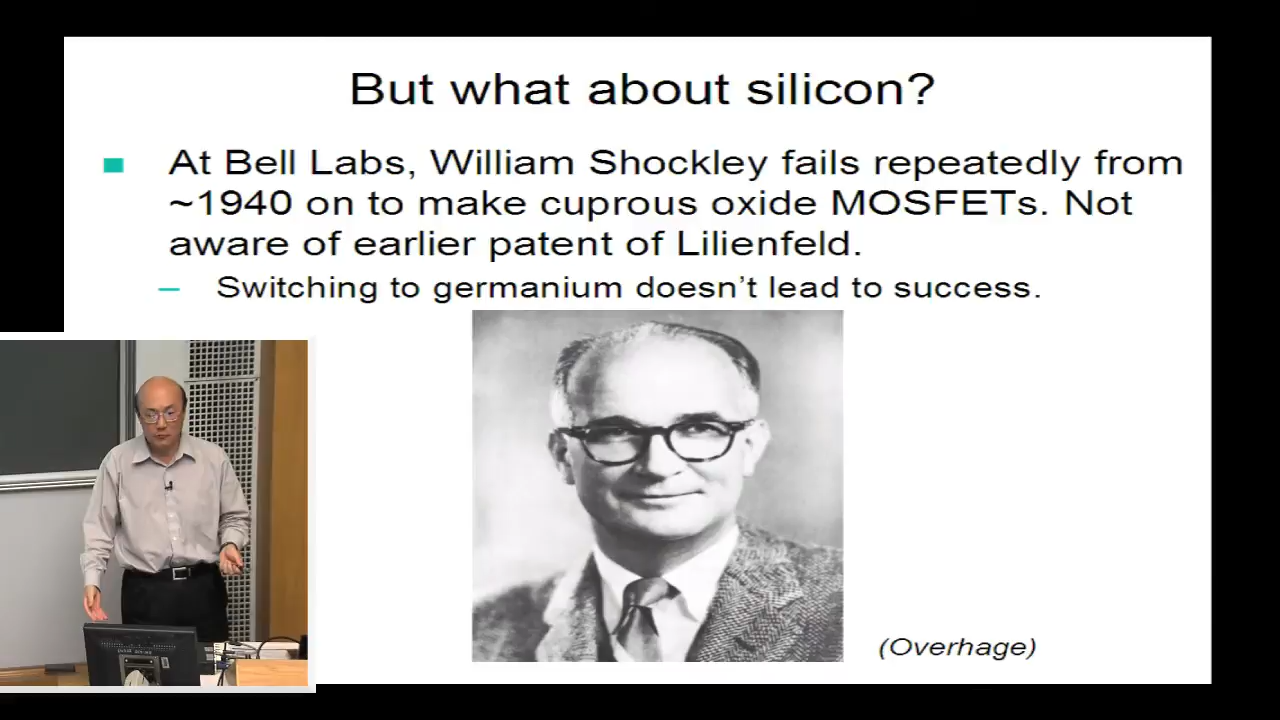 But what about silicon?
At Bell Labs, William Shockley fails repeatedly from
~1940 on to make cuprous oxide MOSFETs. Not
aware of earlier patent of Lilienfeld.
– Switching to germanium doesn't lead to success.
(Overhage)